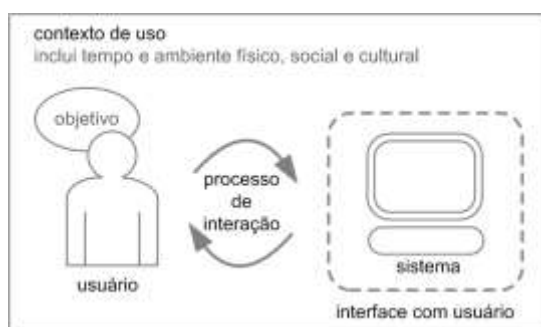 contexto de uso
inclui tempo e ambiente físico, social e cultural
objetivo
processo
de
interação
usuário
sistema
interface com usuário